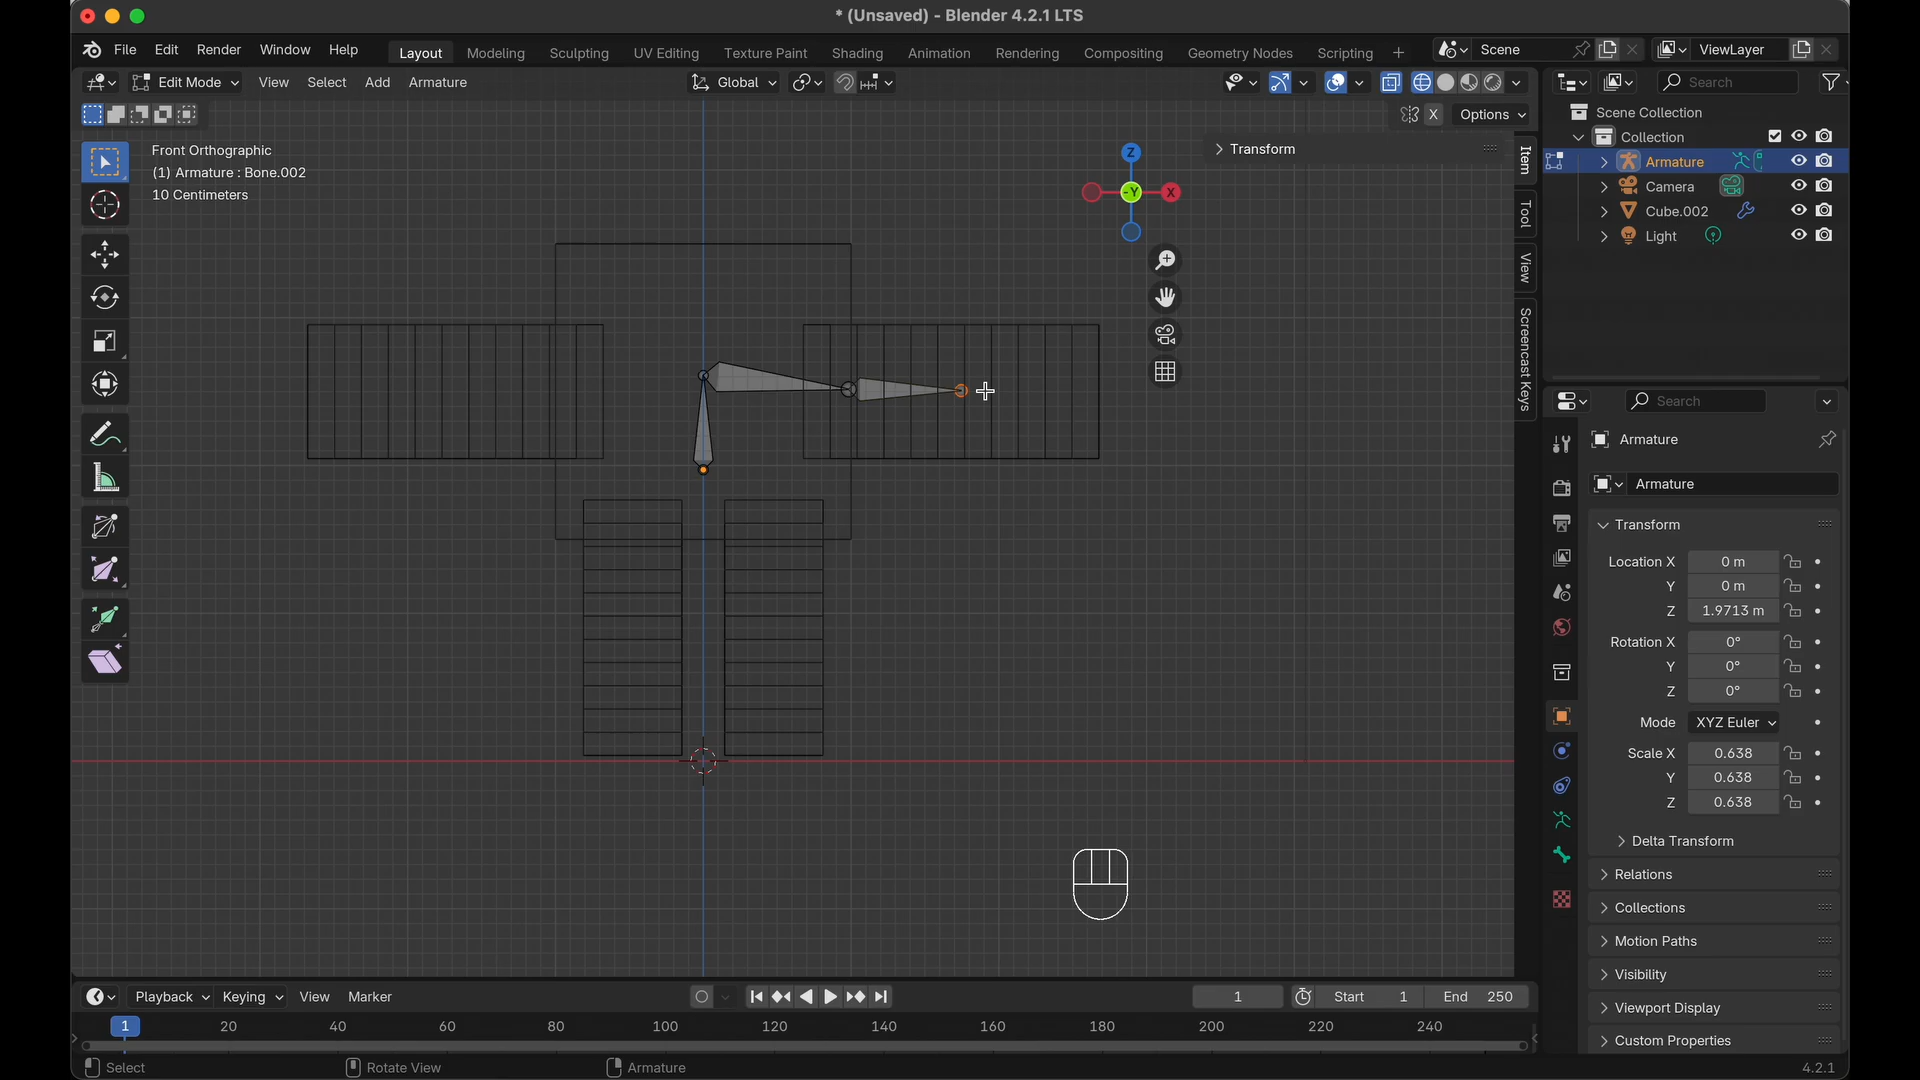 * (Unsaved) - Blender 4.2.1 LTS
File Edit Render Window Help Layout Modeling Sculpting UV Editing Texture Paint Shading Animation Rendering Compositing Geometry Nodes Scripting + Scene ViewLayer
Edit Mode View Select Add Armature Global Search
X Options
Scene Collection
Collection
Armature
Camera
Cube.002
Light
Front Orthographic
(1) Armature : Bone.002
10 Centimeters
Transform
Z
-Y
X
Item
Tool
View
Screencast Keys
Search
Armature
Armature
Transform
Location X 0 m
Y 0 m
Z 1.9713 m
Rotation X 0°
Y 0°
Z 0°
Mode XYZ Euler
Scale X 0.638
Y 0.638
Z 0.638
Delta Transform
Relations
Collections
Motion Paths
Visibility
Viewport Display
Custom Properties
Playback Keying View Marker 1 Start 1 End 250
1 20 40 60 80 100 120 140 160 180 200 220 240
Select Rotate View Armature 4.2.1